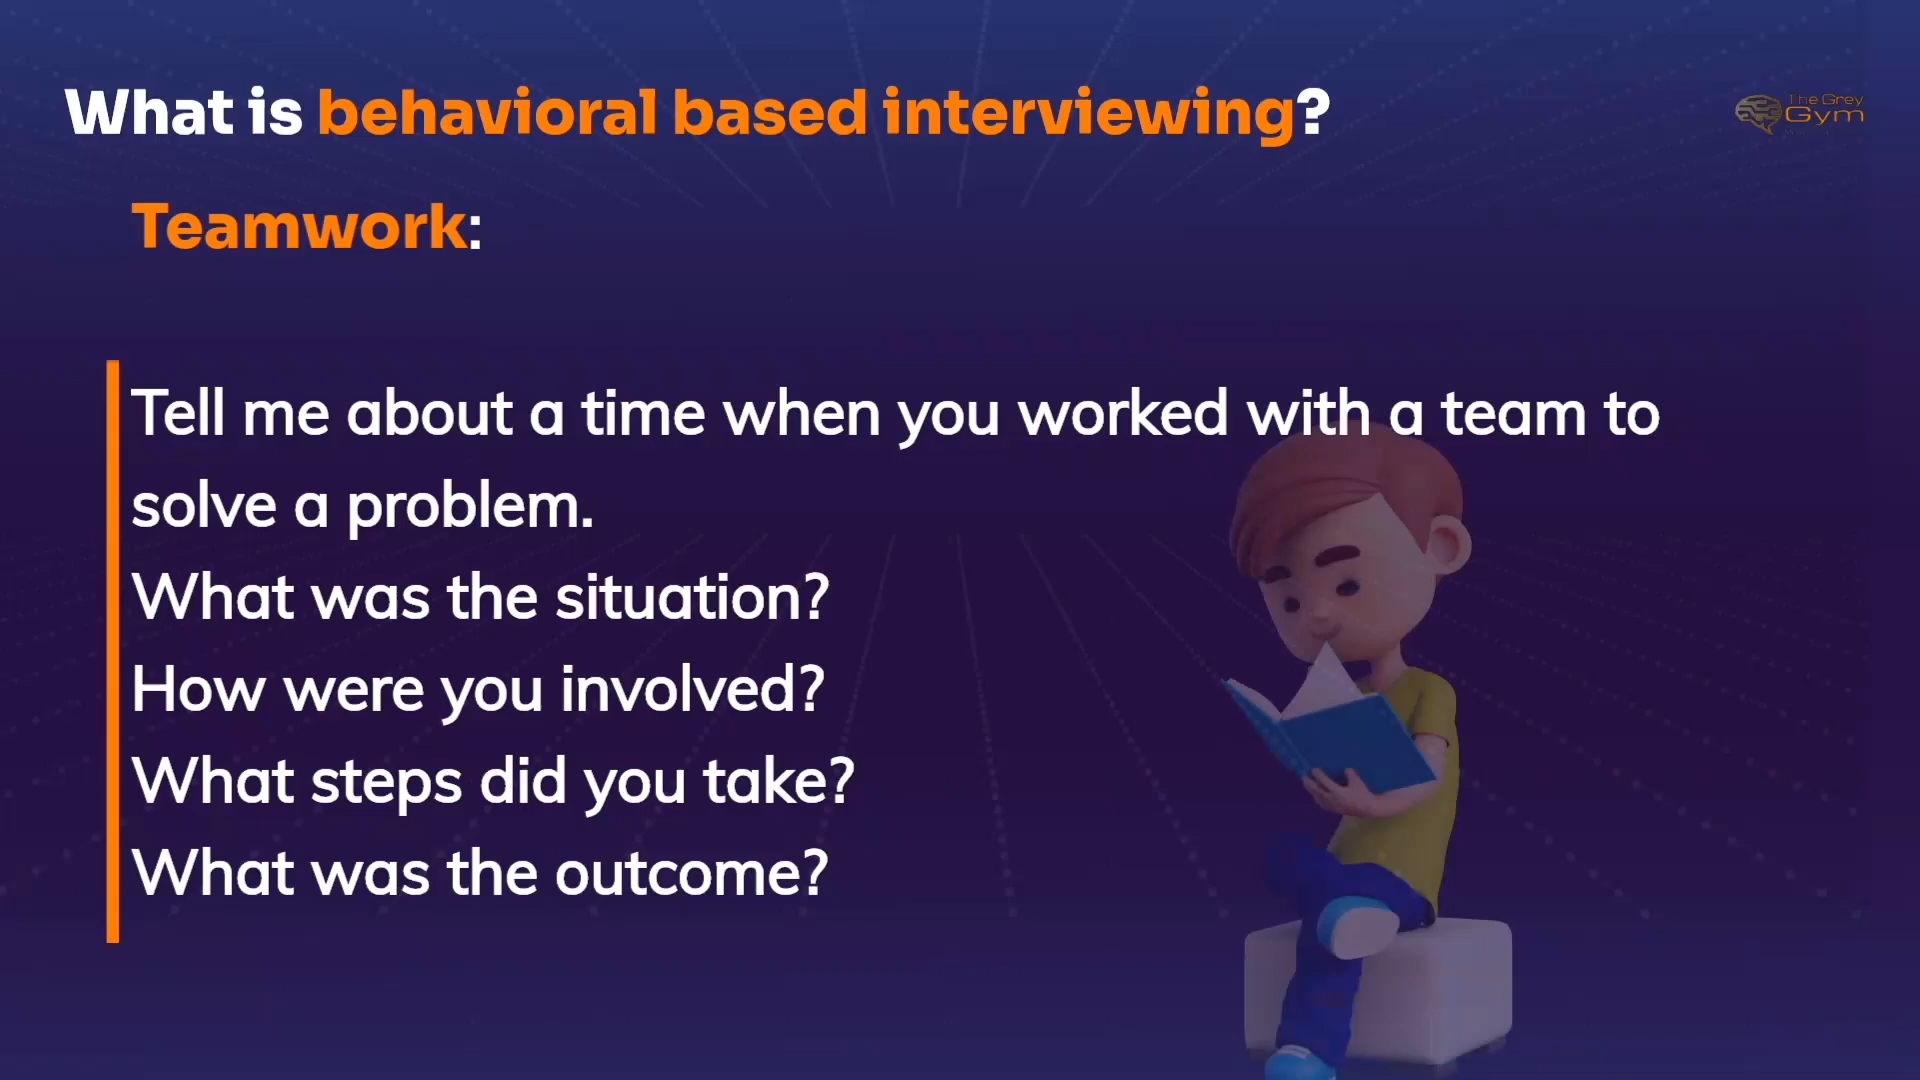 What is behavioral based interviewing?
The Grey
Gym
Teamwork:
Tell me about a time when you worked with a team to
solve a problem.
What was the situation?
How were you involved?
What steps did you take?
What was the outcome?